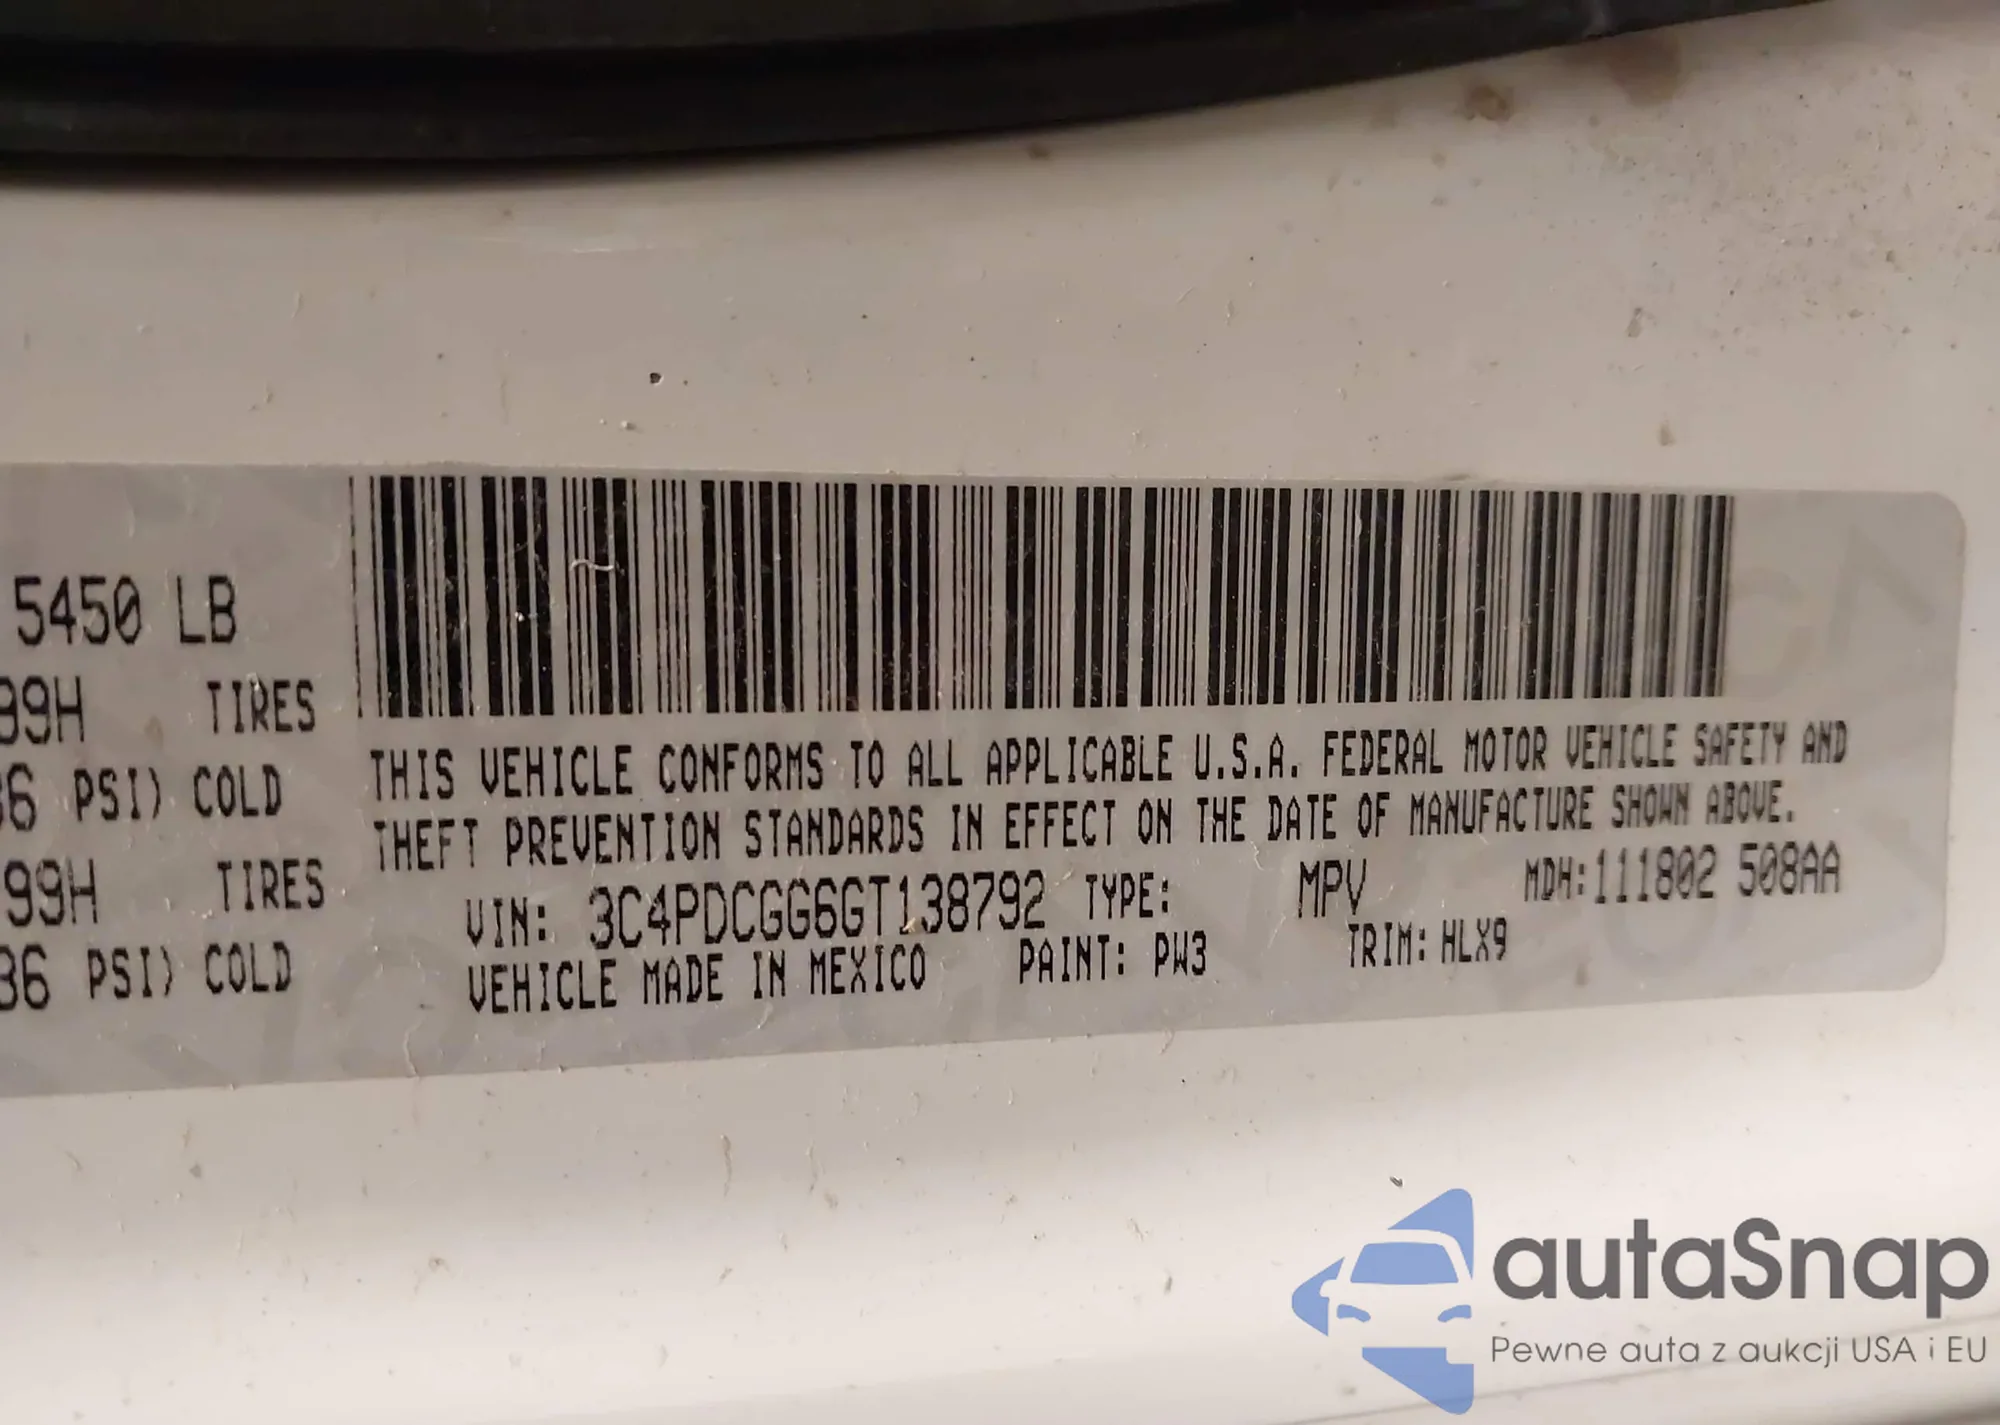 5450 LB
99H TIRES
36 PSI) COLD
99H TIRES
36 PSI) COLD
THIS VEHICLE CONFORMS TO ALL APPLICABLE U.S.A. FEDERAL MOTOR VEHICLE SAFETY AND
THEFT PREVENTION STANDARDS IN EFFECT ON THE DATE OF MANUFACTURE SHOWN ABOVE.
VIN: 3C4PDCGG6GT138792 TYPE: MPV MDH:111802 508AA
VEHICLE MADE IN MEXICO PAINT: PW3 TRIM: HLX9
autaSnap
Pewne auta z aukcji USA i EU